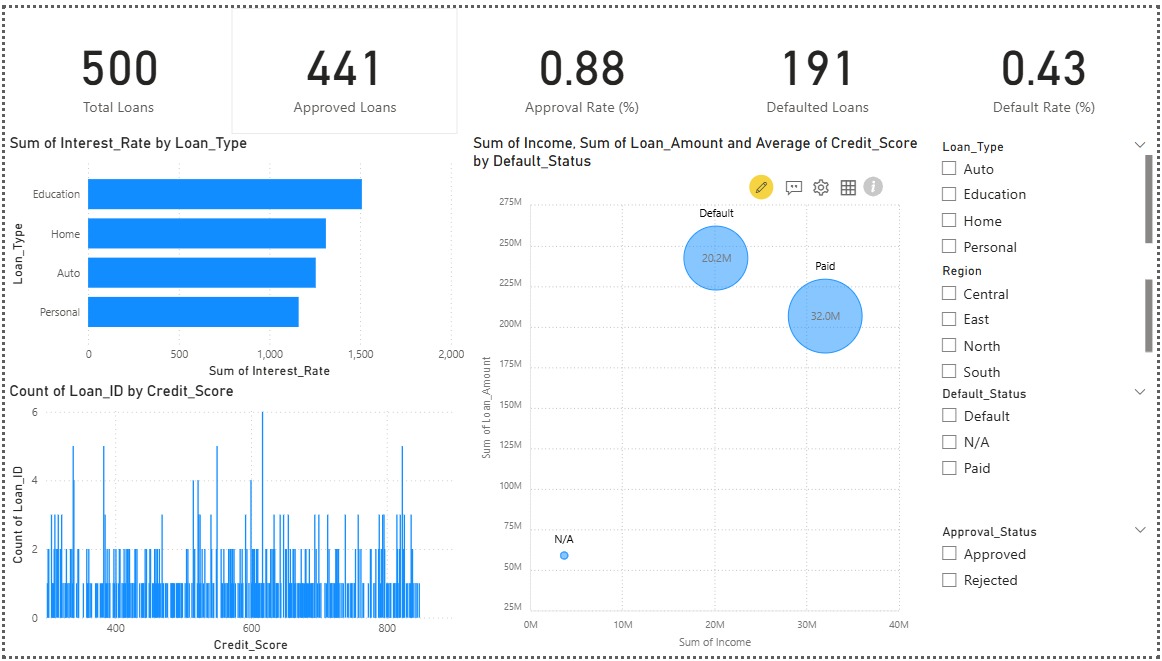 500
Total Loans
441
Approved Loans
0.88
Approval Rate (%)
191
Defaulted Loans
0.43
Default Rate (%)
Sum of Interest_Rate by Loan_Type
Loan_Type
Education
Home
Auto
Personal
0
500
1,000
1,500
2,000
Sum of Interest_Rate
Count of Loan_ID by Credit_Score
Count of Loan_ID
6
4
2
0
400
600
800
Credit_Score
Sum of Income, Sum of Loan_Amount and Average of Credit_Score
by Default_Status
Sum of Loan_Amount
275M
250M
225M
200M
175M
150M
125M
100M
75M
50M
25M
Default
20.2M
Paid
32.0M
N/A
0M
10M
20M
30M
40M
Sum of Income
Loan_Type
Auto
Education
Home
Personal
Region
Central
East
North
South
Default_Status
Default
N/A
Paid
Approval_Status
Approved
Rejected